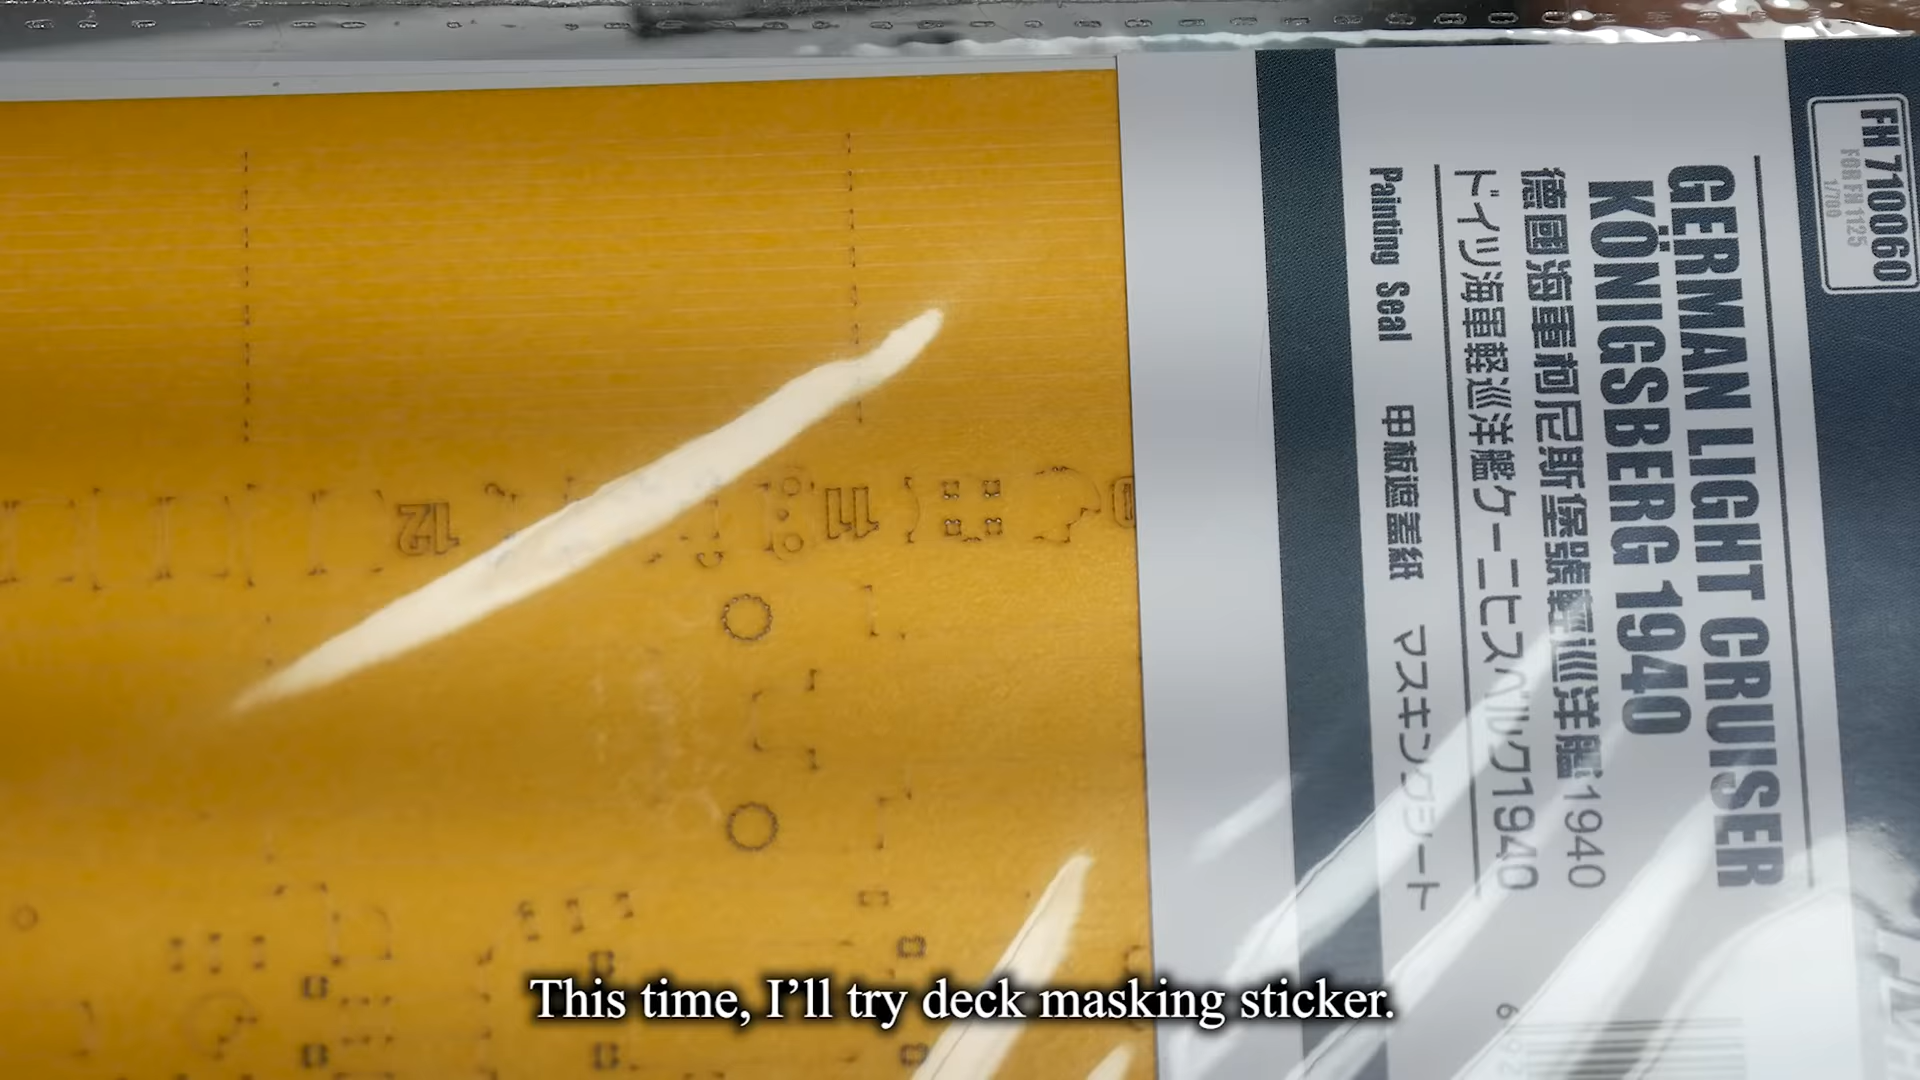 FH 710060
FOR FH 1125
1/700
GERMAN LIGHT CRUISER
KÖNIGSBERG 1940
德國海軍柯尼斯堡號輕巡洋艦1940
ドイツ海軍軽巡洋艦ケーニヒスベルク1940
Painting Seal 甲板遮蓋紙 マスキングシート
12
11
This time, I’ll try deck masking sticker.